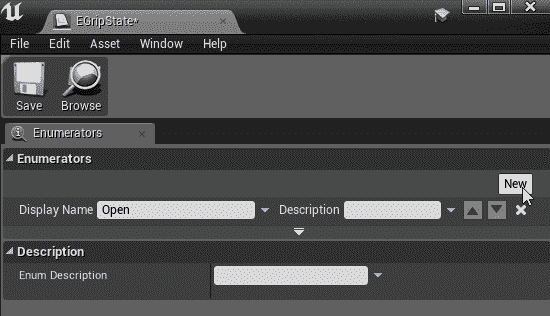 EGripState*
File Edit Asset Window Help
Save Browse
Enumerators
Enumerators
New
Display Name Open Description
Description
Enum Description